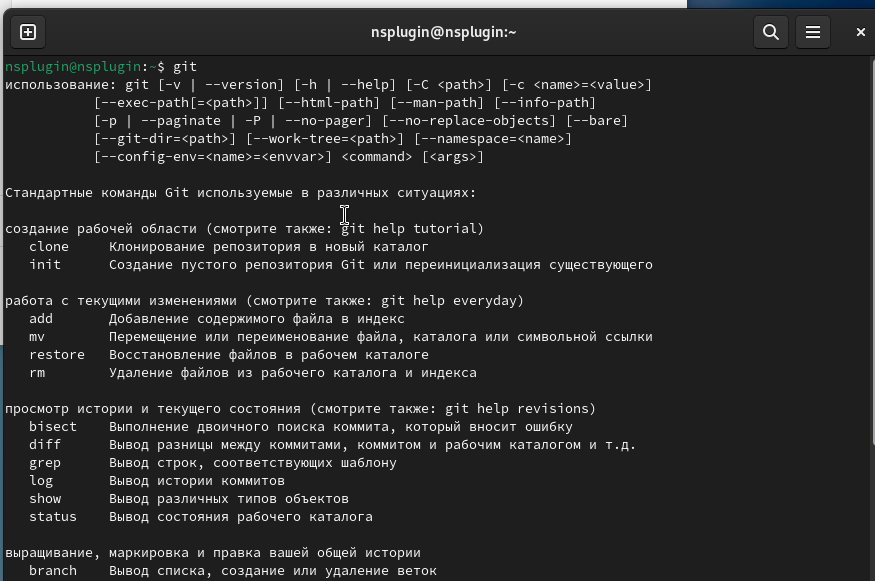 nsplugin@nsplugin:~
nsplugin@nsplugin:~$ git
использование: git [-v | --version] [-h | --help] [-C <path>] [-c <name>=<value>]
           [--exec-path[=<path>]] [--html-path] [--man-path] [--info-path]
           [-p | --paginate | -P | --no-pager] [--no-replace-objects] [--bare]
           [--git-dir=<path>] [--work-tree=<path>] [--namespace=<name>]
           [--config-env=<name>=<envvar>] <command> [<args>]
Стандартные команды Git используемые в различных ситуациях:
создание рабочей области (смотрите также: git help tutorial)
   clone     Клонирование репозитория в новый каталог
   init      Создание пустого репозитория Git или переинициализация существующего
работа с текущими изменениями (смотрите также: git help everyday)
   add       Добавление содержимого файла в индекс
   mv        Перемещение или переименование файла, каталога или символьной ссылки
   restore   Восстановление файлов в рабочем каталоге
   rm        Удаление файлов из рабочего каталога и индекса
просмотр истории и текущего состояния (смотрите также: git help revisions)
   bisect    Выполнение двоичного поиска коммита, который вносит ошибку
   diff      Вывод разницы между коммитами, коммитом и рабочим каталогом и т.д.
   grep      Вывод строк, соответствующих шаблону
   log       Вывод истории коммитов
   show      Вывод различных типов объектов
   status    Вывод состояния рабочего каталога
выращивание, маркировка и правка вашей общей истории
   branch    Вывод списка, создание или удаление веток